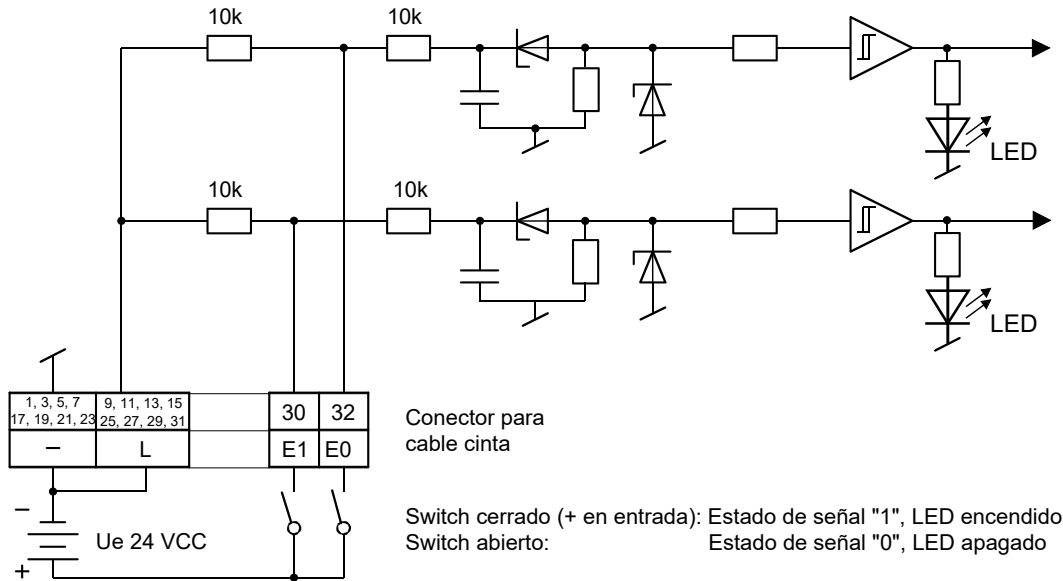 10k
10k
LED
10k
10k
LED
1, 3, 5, 7
17, 19, 21, 23
9, 11, 13, 15
25, 27, 29, 31
30
32
–
L
E1
E0
Conector para
cable cinta
–
Ue 24 VCC
+
Switch cerrado (+ en entrada): Estado de señal "1", LED encendido
Switch abierto: Estado de señal "0", LED apagado